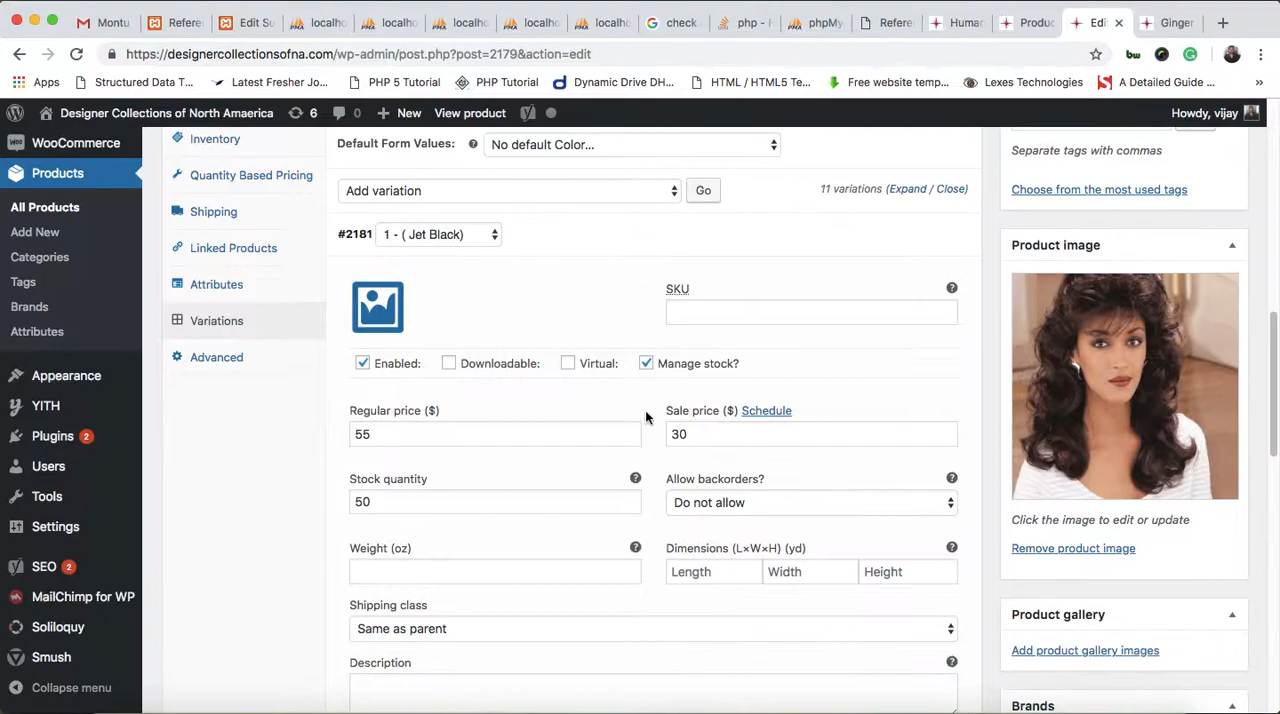 Montu
Refere
Edit Su
localho
localho
localho
localho
localho
check
php - H
phpMy
Refere
Human
Produc
Edi
Ginger
https://designercollectionsofna.com/wp-admin/post.php?post=2179&action=edit
Apps
Structured Data T...
Latest Fresher Jo...
PHP 5 Tutorial
PHP Tutorial
Dynamic Drive DH...
HTML / HTML5 Te...
Free website temp...
Lexes Technologies
A Detailed Guide ...
»
Designer Collections of North Amaerica
6
0
New
View product
Howdy, vijay
WooCommerce
Products
All Products
Add New
Categories
Tags
Brands
Attributes
Appearance
YITH
Plugins 2
Users
Tools
Settings
SEO 2
MailChimp for WP
Soliloquy
Smush
Collapse menu
Inventory
Quantity Based Pricing
Shipping
Linked Products
Attributes
Variations
Advanced
Default Form Values: ? No default Color...
Add variation
Go
11 variations (Expand / Close)
#2181 1 - ( Jet Black)
SKU
Enabled: Downloadable: Virtual: Manage stock?
Regular price ($)
55
Sale price ($) Schedule
30
Stock quantity
50
Allow backorders?
Do not allow
Weight (oz)
Dimensions (L×W×H) (yd)
Length Width Height
Shipping class
Same as parent
Description
Separate tags with commas
Choose from the most used tags
Product image
Click the image to edit or update
Remove product image
Product gallery
Add product gallery images
Brands